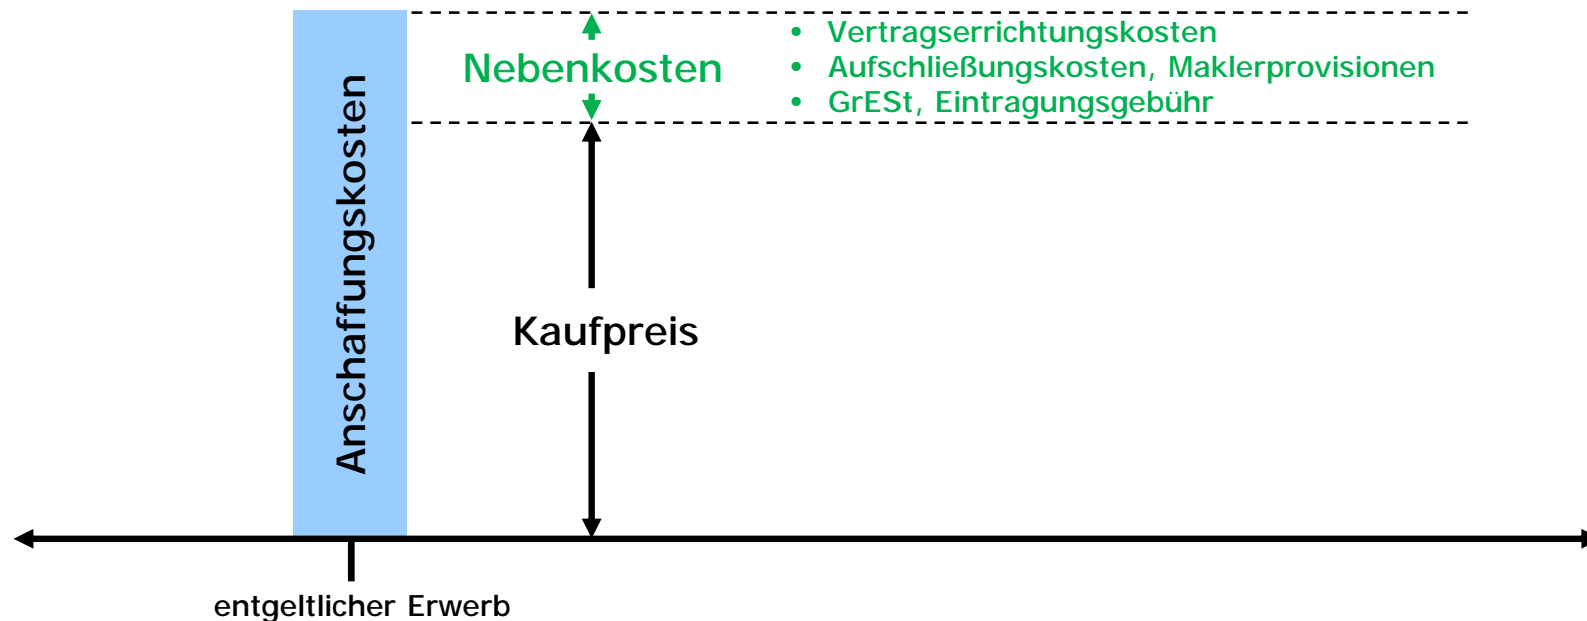 • Vertragserrichtungskosten
Nebenkosten
• Aufschließungskosten, Maklerprovisionen
• GrESt, Eintragungsgebühr
Anschaffungskosten
Kaufpreis
entgeltlicher Erwerb